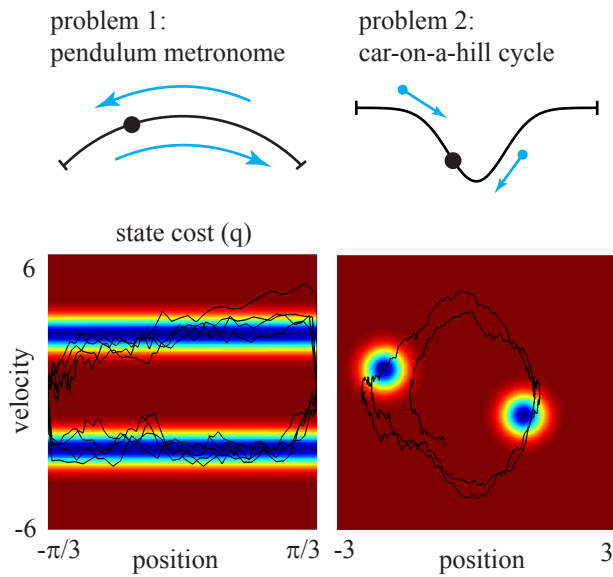 problem 1:
pendulum metronome
problem 2:
car-on-a-hill cycle
state cost (q)
6
velocity
-6
-π/3
position
π/3
-3
position
3